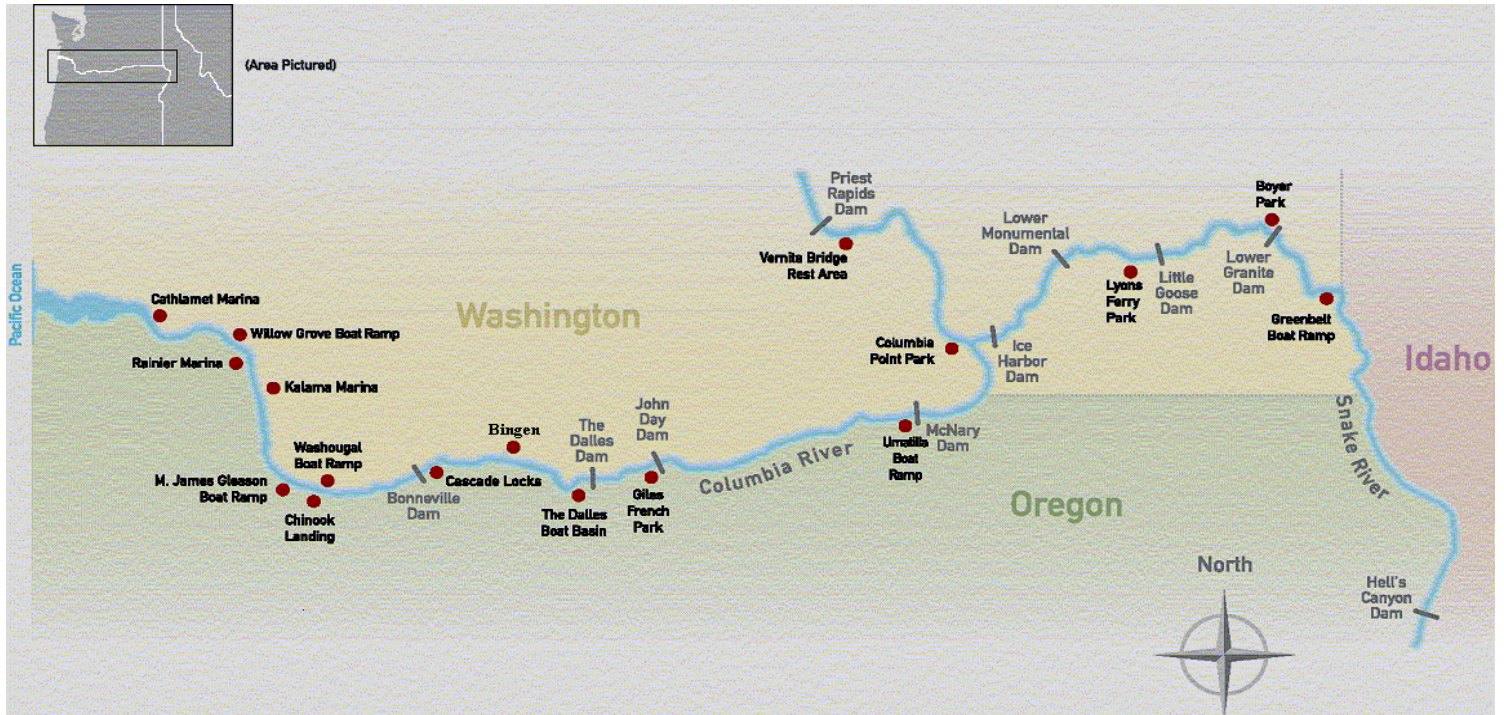 (Area Pictured)
Priest
Rapids
Dam
Vernita Bridge
Rest Area
Boyer
Park
Lower
Monumental
Dam
Lower
Granite
Dam
Little
Goose
Dam
Lyons
Ferry
Park
Greenbelt
Boat Ramp
Pacific Ocean
Cathlamet Marina
Willow Grove Boat Ramp
Rainier Marina
Kalama Marina
Washington
Columbia
Point Park
Ice
Harbor
Dam
Idaho
Snake River
John
Day
Dam
The
Dalles
Dam
Bingen
Washougal
Boat Ramp
M. James Gleason
Boat Ramp
Chinook
Landing
Bonneville
Dam
Cascade Locks
The Dalles
Boat Basin
Giles
French
Park
Columbia River
Umatilla
Boat
Ramp
McNary
Dam
Oregon
North
Hell's
Canyon
Dam